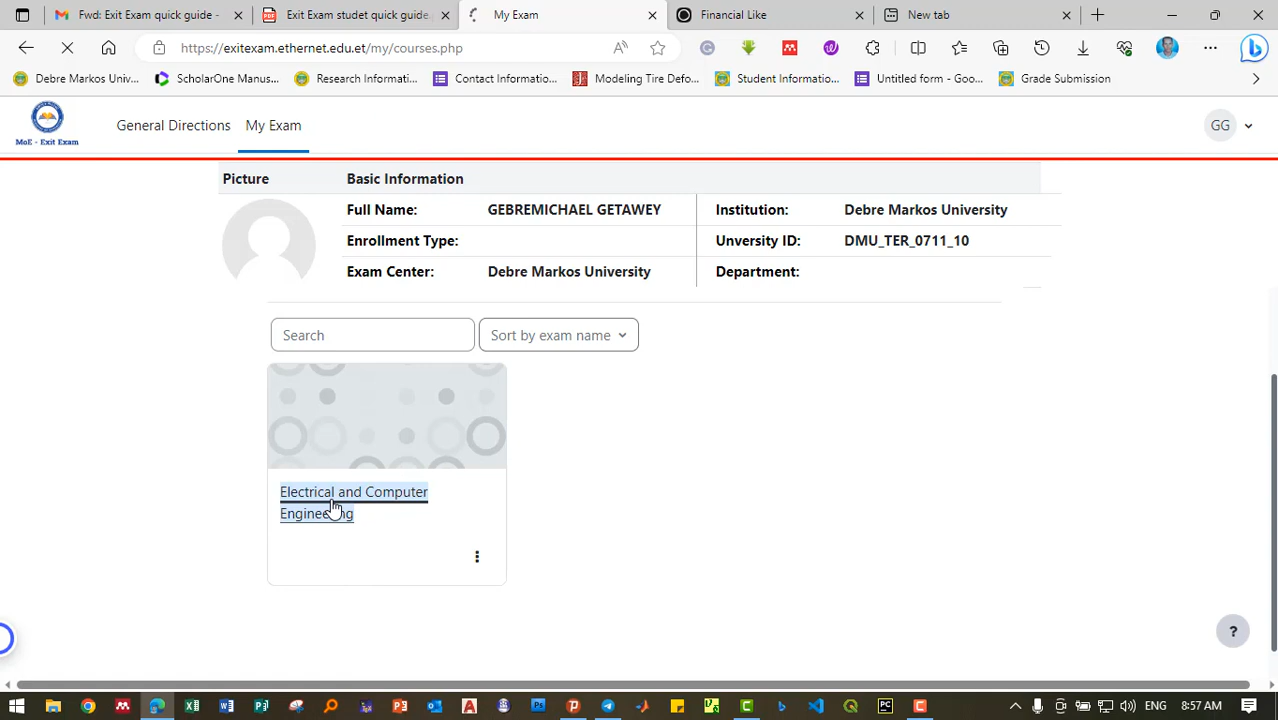 Fwd: Exit Exam quick guide -
Exit Exam studet quick guide.
My Exam
Financial Like
New tab
https://exitexam.ethernet.edu.et/my/courses.php
Debre Markos Univ...
ScholarOne Manus...
Research Informati...
Contact Informatio...
Modeling Tire Defo...
Student Informatio...
Untitled form - Goo...
Grade Submission
MoE - Exit Exam
General Directions
My Exam
GG
Picture
Basic Information
Full Name: GEBREMICHAEL GETAWEY
Institution: Debre Markos University
Enrollment Type:
Unversity ID: DMU_TER_0711_10
Exam Center: Debre Markos University
Department:
Search
Sort by exam name
Electrical and Computer
Engineering
?
8:57 AM